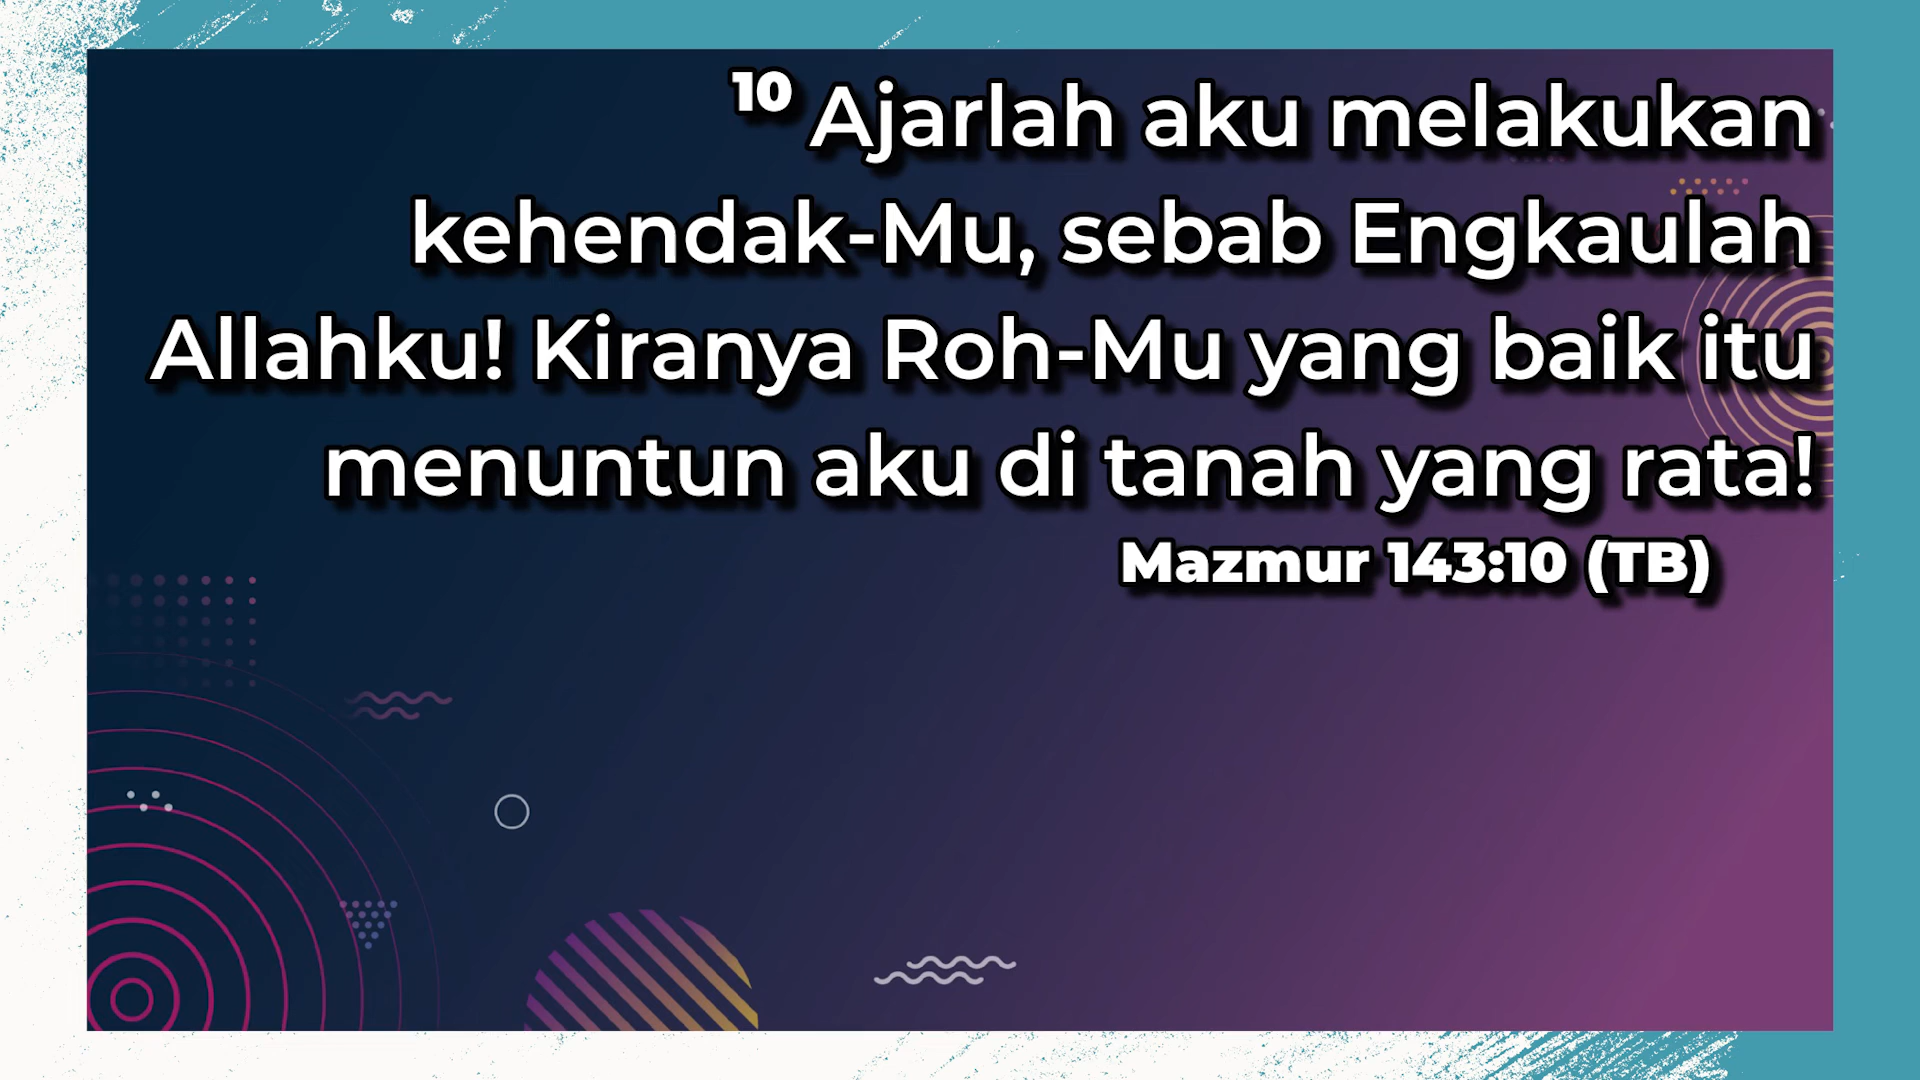 10 Ajarlah aku melakukan
kehendak-Mu, sebab Engkaulah
Allahku! Kiranya Roh-Mu yang baik itu
menuntun aku di tanah yang rata!
Mazmur 143:10 (TB)